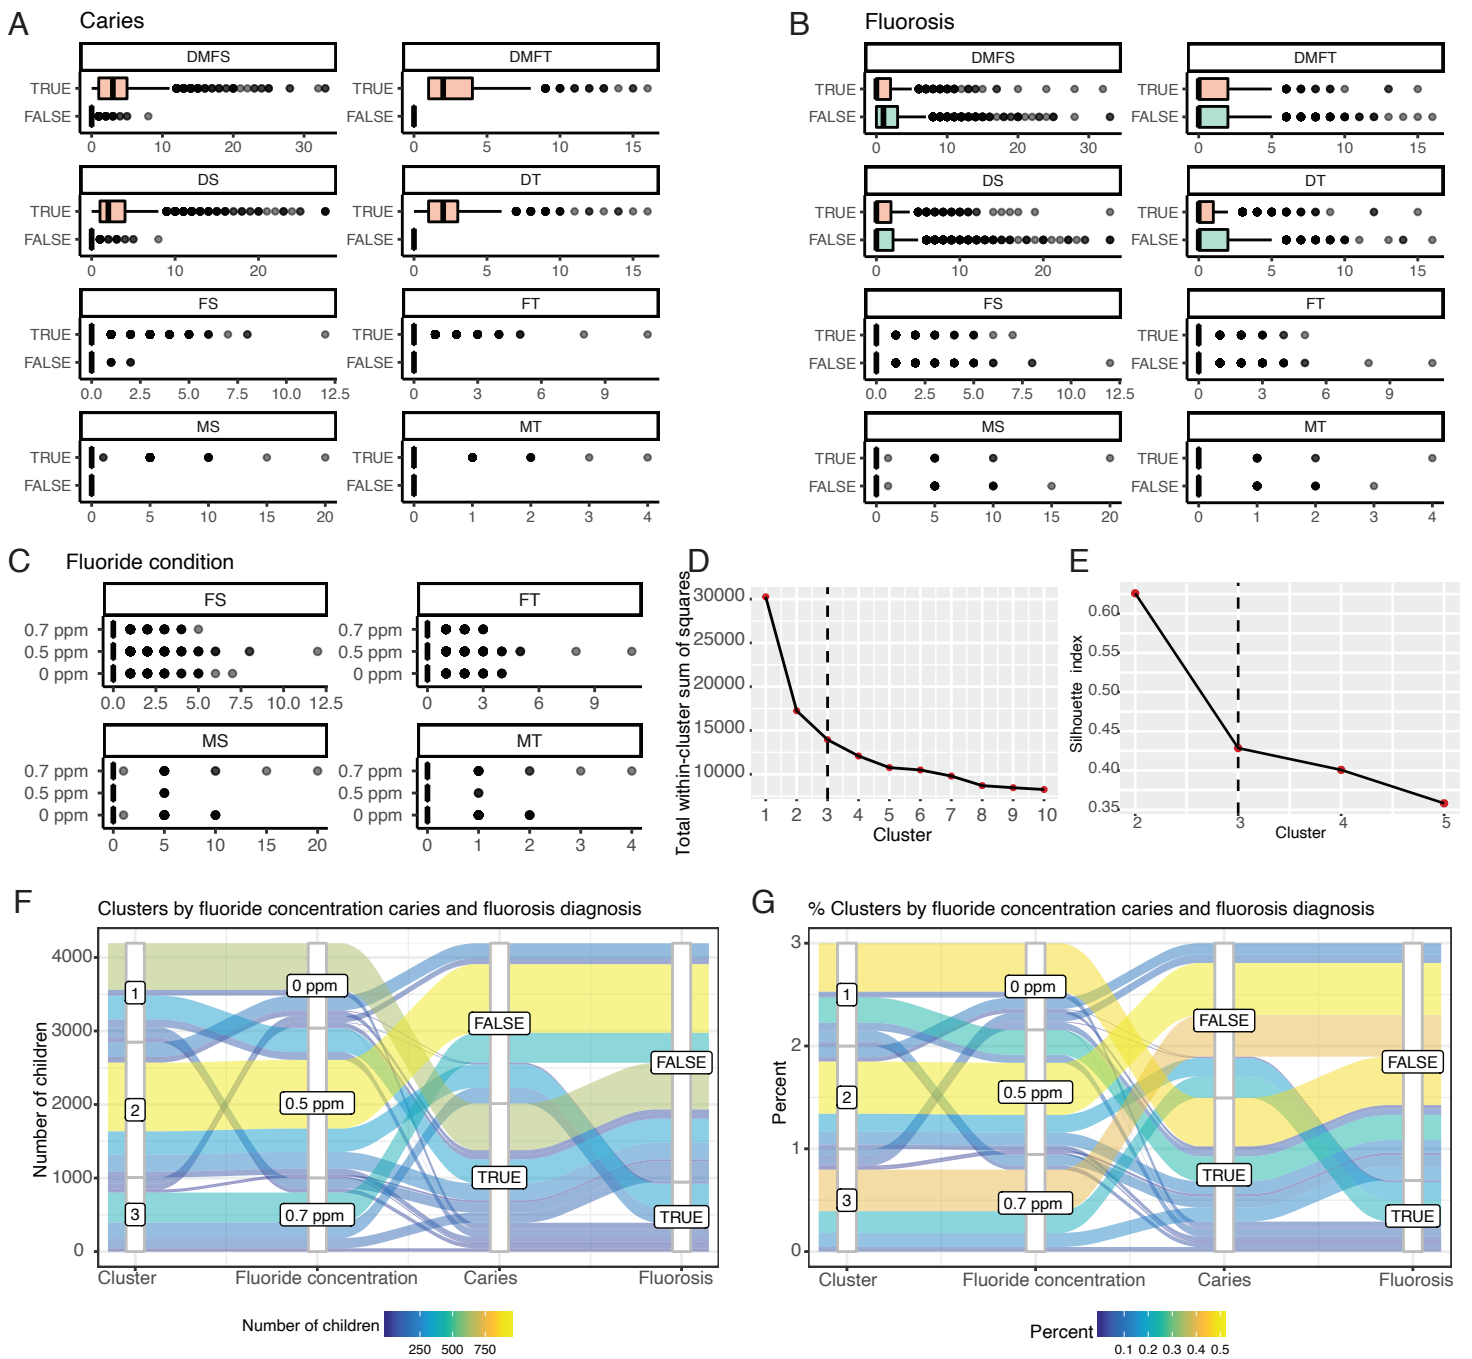 A
Caries
DMFS
TRUE
FALSE
0 10 20 30
DMFT
TRUE
FALSE
0 5 10 15
DS
TRUE
FALSE
0 10 20
DT
TRUE
FALSE
0 5 10 15
FS
TRUE
FALSE
0.0 2.5 5.0 7.5 10.0 12.5
FT
TRUE
FALSE
0 3 6 9
MS
TRUE
FALSE
0 5 10 15 20
MT
TRUE
FALSE
0 1 2 3 4
B
Fluorosis
DMFS
TRUE
FALSE
0 10 20 30
DMFT
TRUE
FALSE
0 5 10 15
DS
TRUE
FALSE
0 10 20
DT
TRUE
FALSE
0 5 10 15
FS
TRUE
FALSE
0.0 2.5 5.0 7.5 10.0 12.5
FT
TRUE
FALSE
0 3 6 9
MS
TRUE
FALSE
0 5 10 15 20
MT
TRUE
FALSE
0 1 2 3 4
C
Fluoride condition
FS
0.7 ppm
0.5 ppm
0 ppm
0.0 2.5 5.0 7.5 10.0 12.5
FT
0.7 ppm
0.5 ppm
0 ppm
0 3 6 9
MS
0.7 ppm
0.5 ppm
0 ppm
0 5 10 15 20
MT
0.7 ppm
0.5 ppm
0 ppm
0 1 2 3 4
D
Total within-cluster sum of squares
30000
25000
20000
15000
10000
1 2 3 4 5 6 7 8 9 10
Cluster
E
Silhouette index
0.60
0.55
0.50
0.45
0.40
0.35
2 3 4 5
Cluster
F
Clusters by fluoride concentration caries and fluorosis diagnosis
Number of children
4000
3000
2000
1000
0
1
2
3
0 ppm
0.5 ppm
0.7 ppm
FALSE
TRUE
FALSE
TRUE
Cluster Fluoride concentration Caries Fluorosis
Number of children
250 500 750
G
% Clusters by fluoride concentration caries and fluorosis diagnosis
Percent
3
2
1
0
1
2
3
0 ppm
0.5 ppm
0.7 ppm
FALSE
TRUE
FALSE
TRUE
Cluster Fluoride concentration Caries Fluorosis
Percent
0.1 0.2 0.3 0.4 0.5